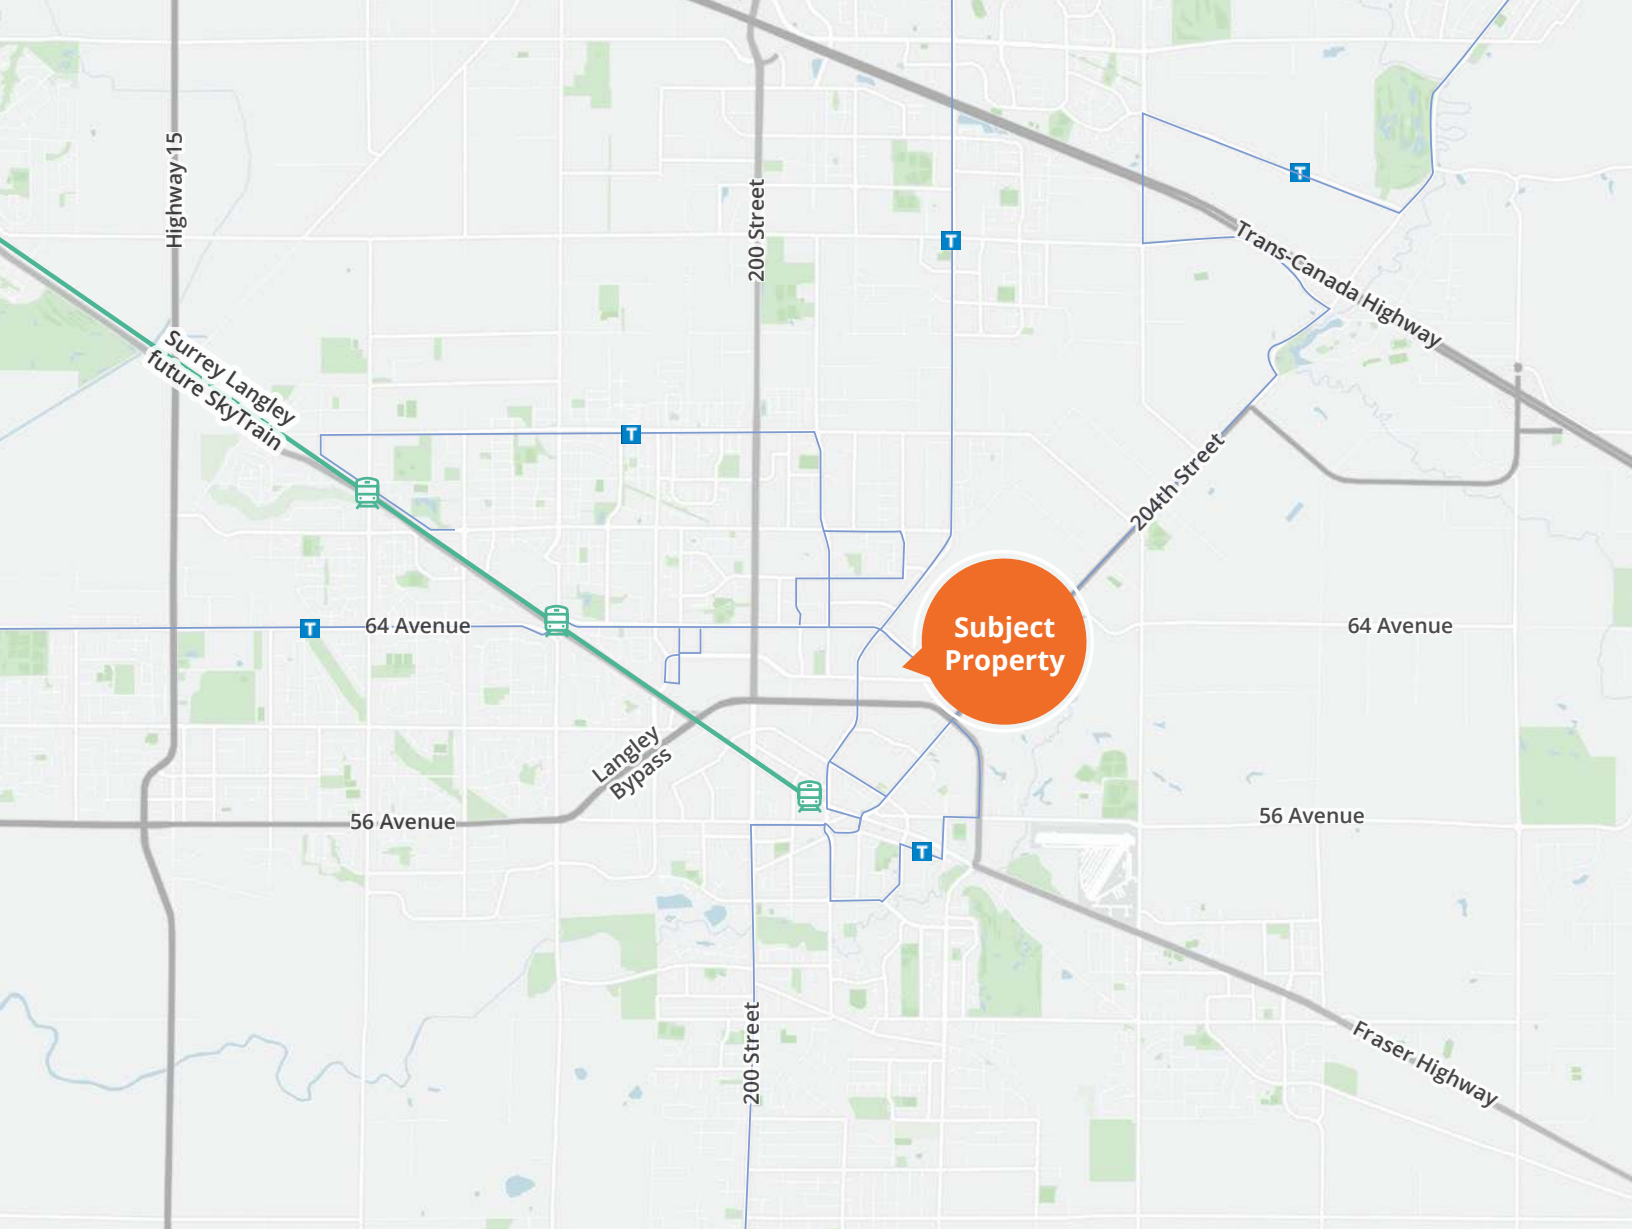 Highway 15
200 Street
T
T
Trans-Canada Highway
Surrey Langley
future SkyTrain
T
204th Street
T
64 Avenue
Subject
Property
64 Avenue
Langley
Bypass
56 Avenue
56 Avenue
T
200 Street
Fraser Highway